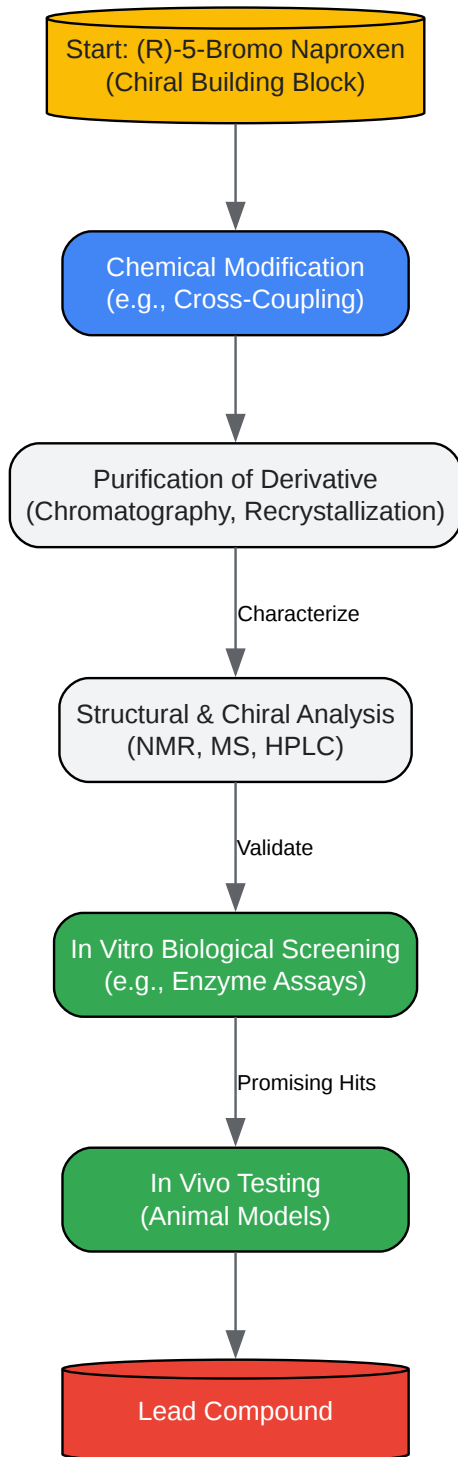 Start: (R)-5-Bromo Naproxen
(Chiral Building Block)
Chemical Modification
(e.g., Cross-Coupling)
Purification of Derivative
(Chromatography, Recrystallization)
Characterize
Structural & Chiral Analysis
(NMR, MS, HPLC)
Validate
In Vitro Biological Screening
(e.g., Enzyme Assays)
Promising Hits
In Vivo Testing
(Animal Models)
Lead Compound